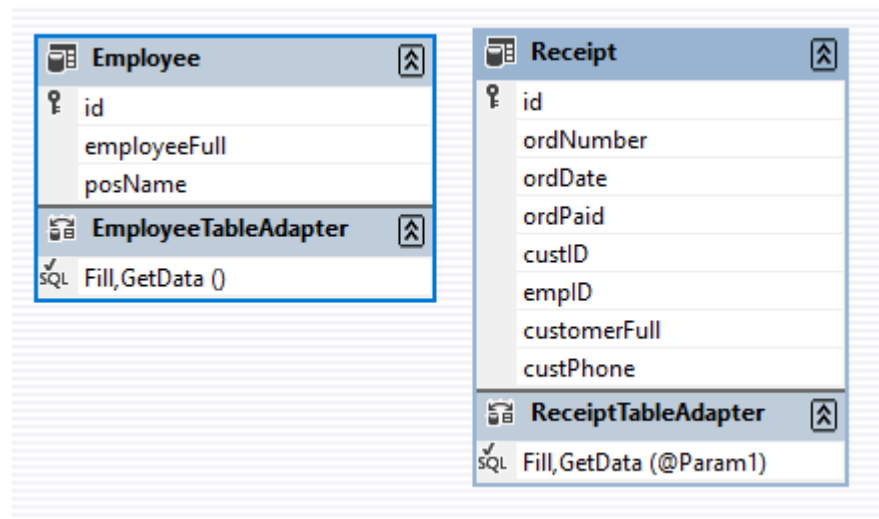 Employee
id
employeeFull
posName
EmployeeTableAdapter
SQL Fill,GetData ()
Receipt
id
ordNumber
ordDate
ordPaid
custID
empID
customerFull
custPhone
ReceiptTableAdapter
SQL Fill,GetData (@Param1)